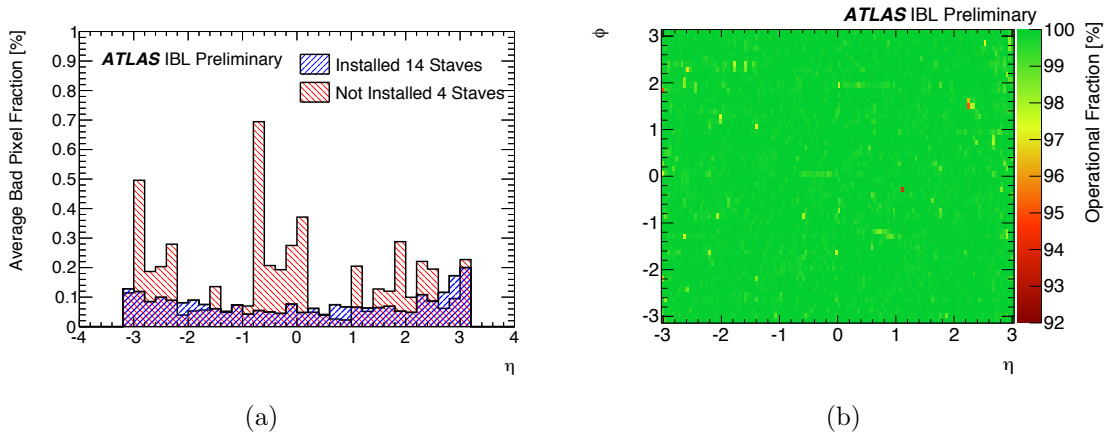 ATLAS IBL Preliminary
Installed 14 Staves
Not Installed 4 Staves
Average Bad Pixel Fraction [%]
1
0.9
0.8
0.7
0.6
0.5
0.4
0.3
0.2
0.1
0
-4 -3 -2 -1 0 1 2 3 4
η
(a)
ATLAS IBL Preliminary
ϕ
3
2
1
0
-1
-2
-3
-3 -2 -1 0 1 2 3
η
100
99
98
97
96
95
94
93
92
Operational Fraction [%]
(b)